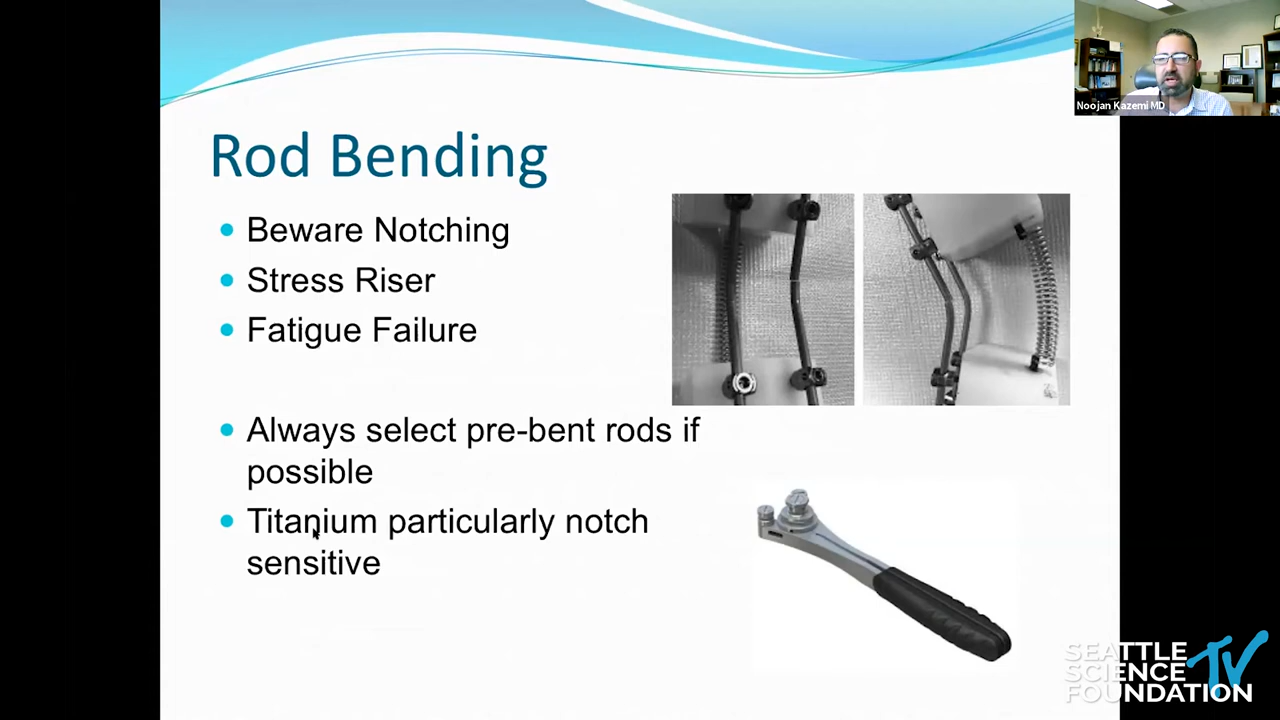 Noojan Kazemi MD
Rod Bending
Beware Notching
Stress Riser
Fatigue Failure
Always select pre-bent rods if
possible
Titanium particularly notch
sensitive
SEATTLE
SCIENCE
FOUNDATION
TV